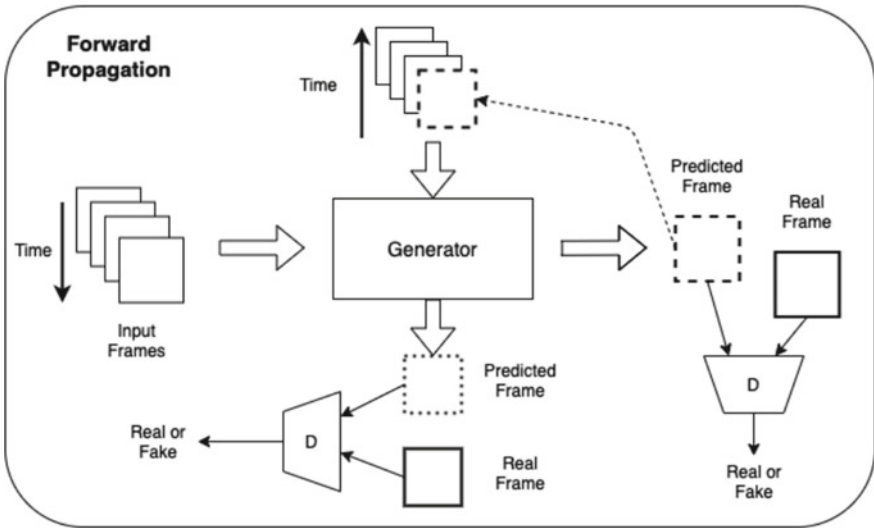 Forward
Propagation
Time
Time
Input
Frames
Generator
Predicted
Frame
Real
Frame
D
Real or
Fake
Predicted
Frame
Real
Frame
D
Real or
Fake